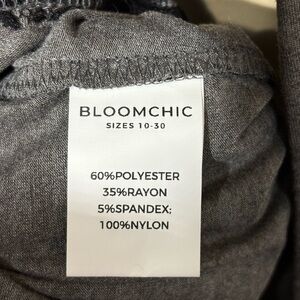 BLOOMCHIC
SIZES 10-30
60%POLYESTER
35%RAYON
5%SPANDEX;
100%NYLON